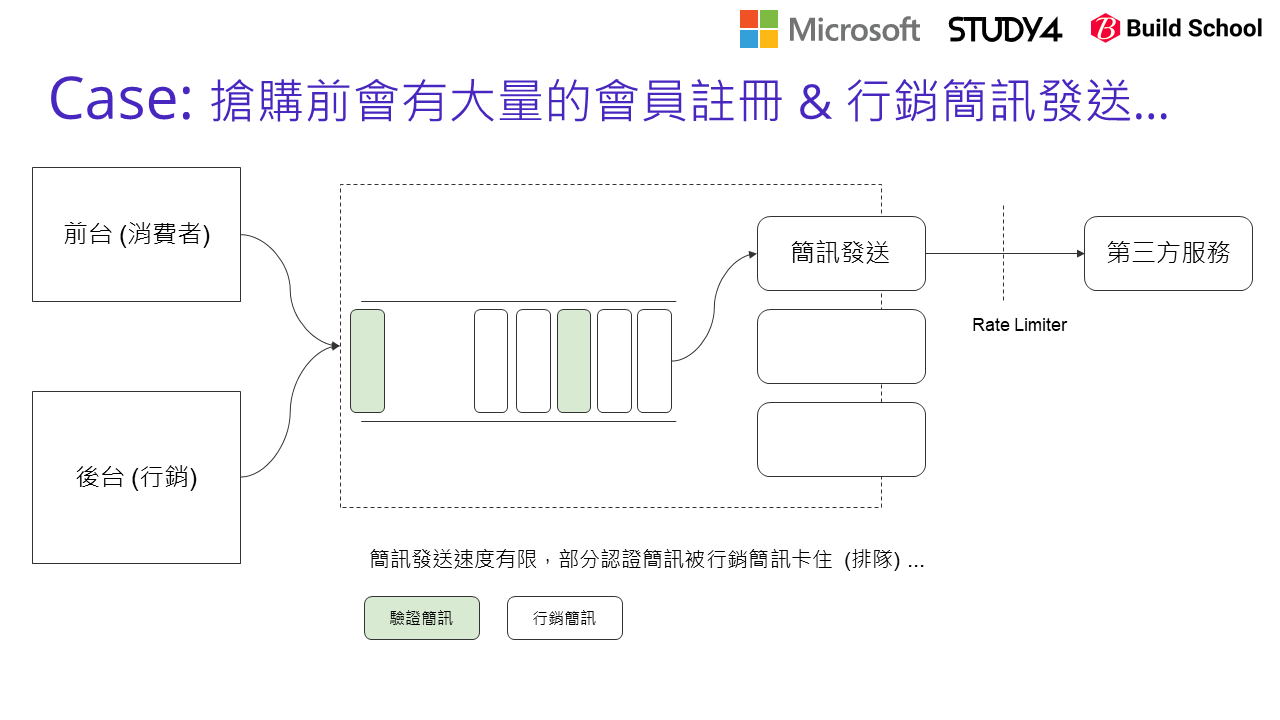 Microsoft STUDY4 Build School
Case: 搶購前會有大量的會員註冊 & 行銷簡訊發送...
前台 (消費者)
簡訊發送
第三方服務
Rate Limiter
後台 (行銷)
簡訊發送速度有限，部分認證簡訊被行銷簡訊卡住 (排隊) ...
驗證簡訊
行銷簡訊